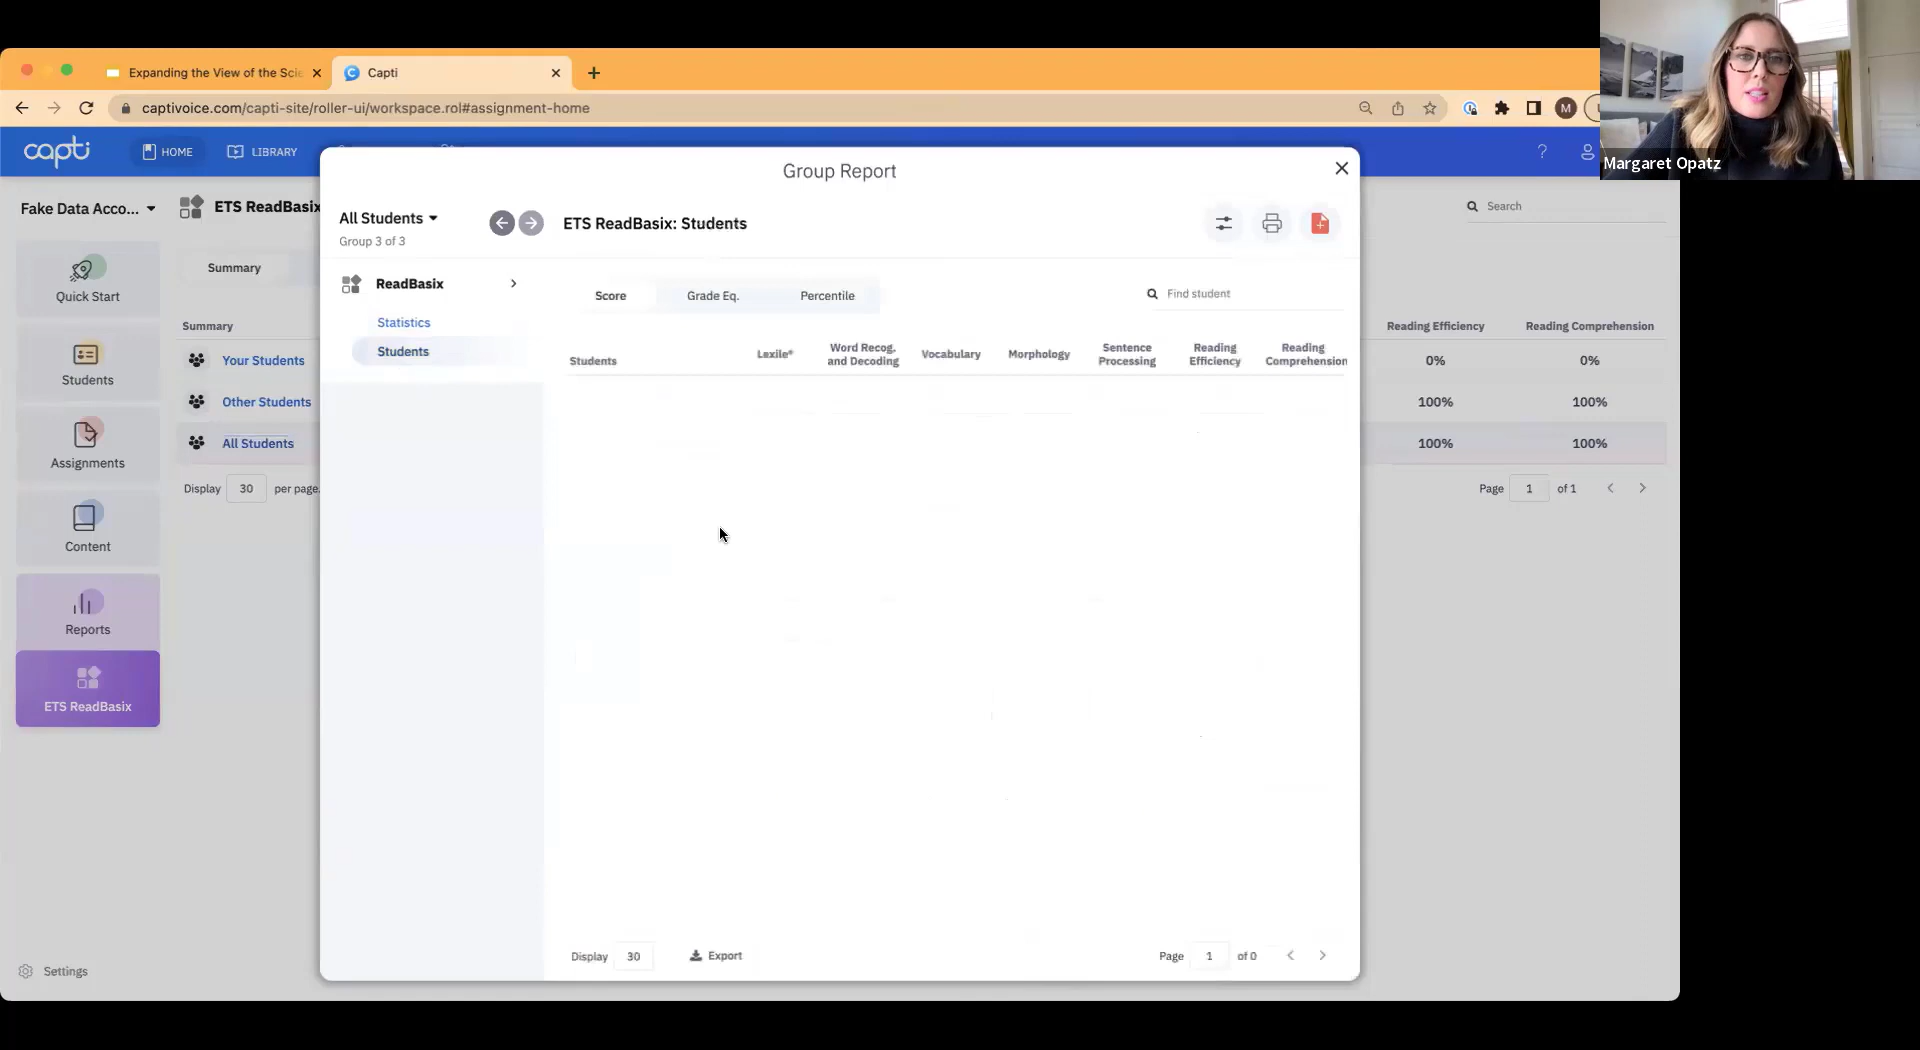 Expanding the View of the Scie
Capti
captivoice.com/capti-site/roller-ui/workspace.rol#assignment-home
M
capti
HOME
LIBRARY
?
Margaret Opatz
Fake Data Acco...
ETS ReadBasix
Search
Quick Start
Students
Assignments
Content
Reports
ETS ReadBasix
Settings
Summary
Summary
Your Students
Other Students
All Students
Display 30 per page.
Group Report
All Students
Group 3 of 3
ETS ReadBasix: Students
ReadBasix
Statistics
Students
Score
Grade Eq.
Percentile
Find student
Students
Lexile®
Word Recog.
and Decoding
Vocabulary
Morphology
Sentence
Processing
Reading
Efficiency
Reading
Comprehension
Display 30
Export
Page 1 of 0
Reading Efficiency
Reading Comprehension
0%
0%
100%
100%
100%
100%
Page 1 of 1